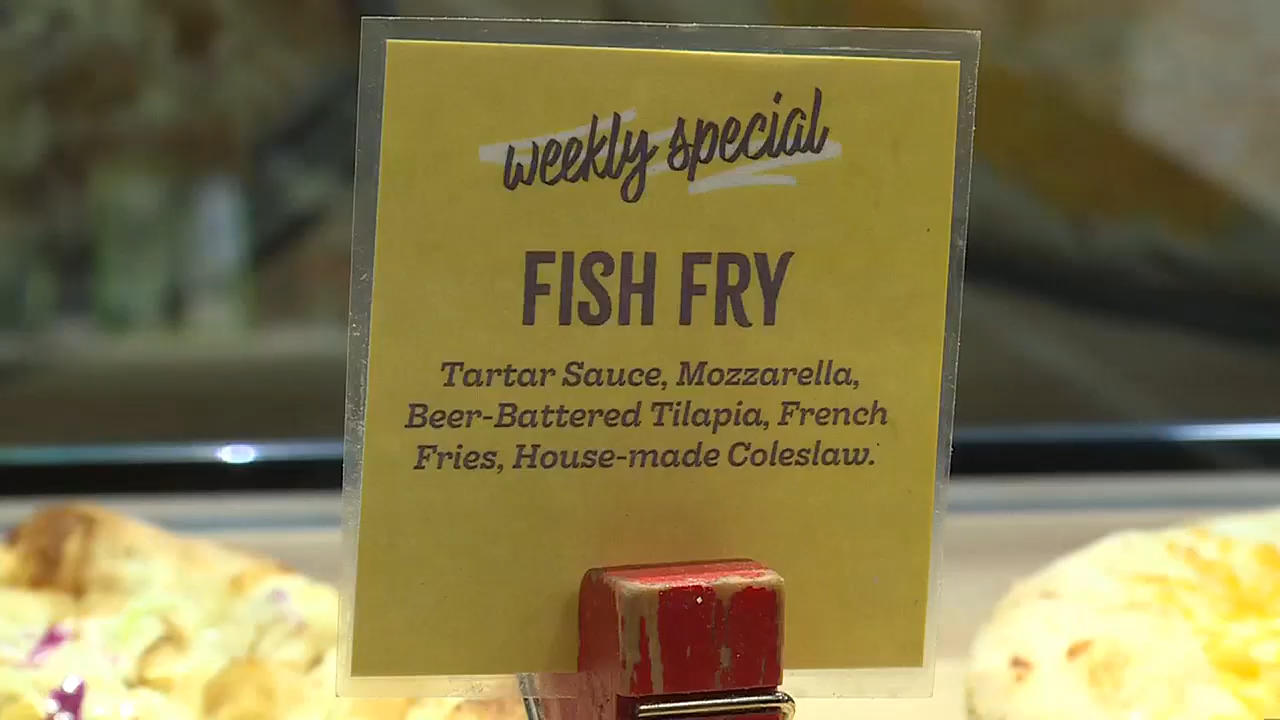 weekly special
FISH FRY
Tartar Sauce, Mozzarella,
Beer-Battered Tilapia, French
Fries, House-made Coleslaw.